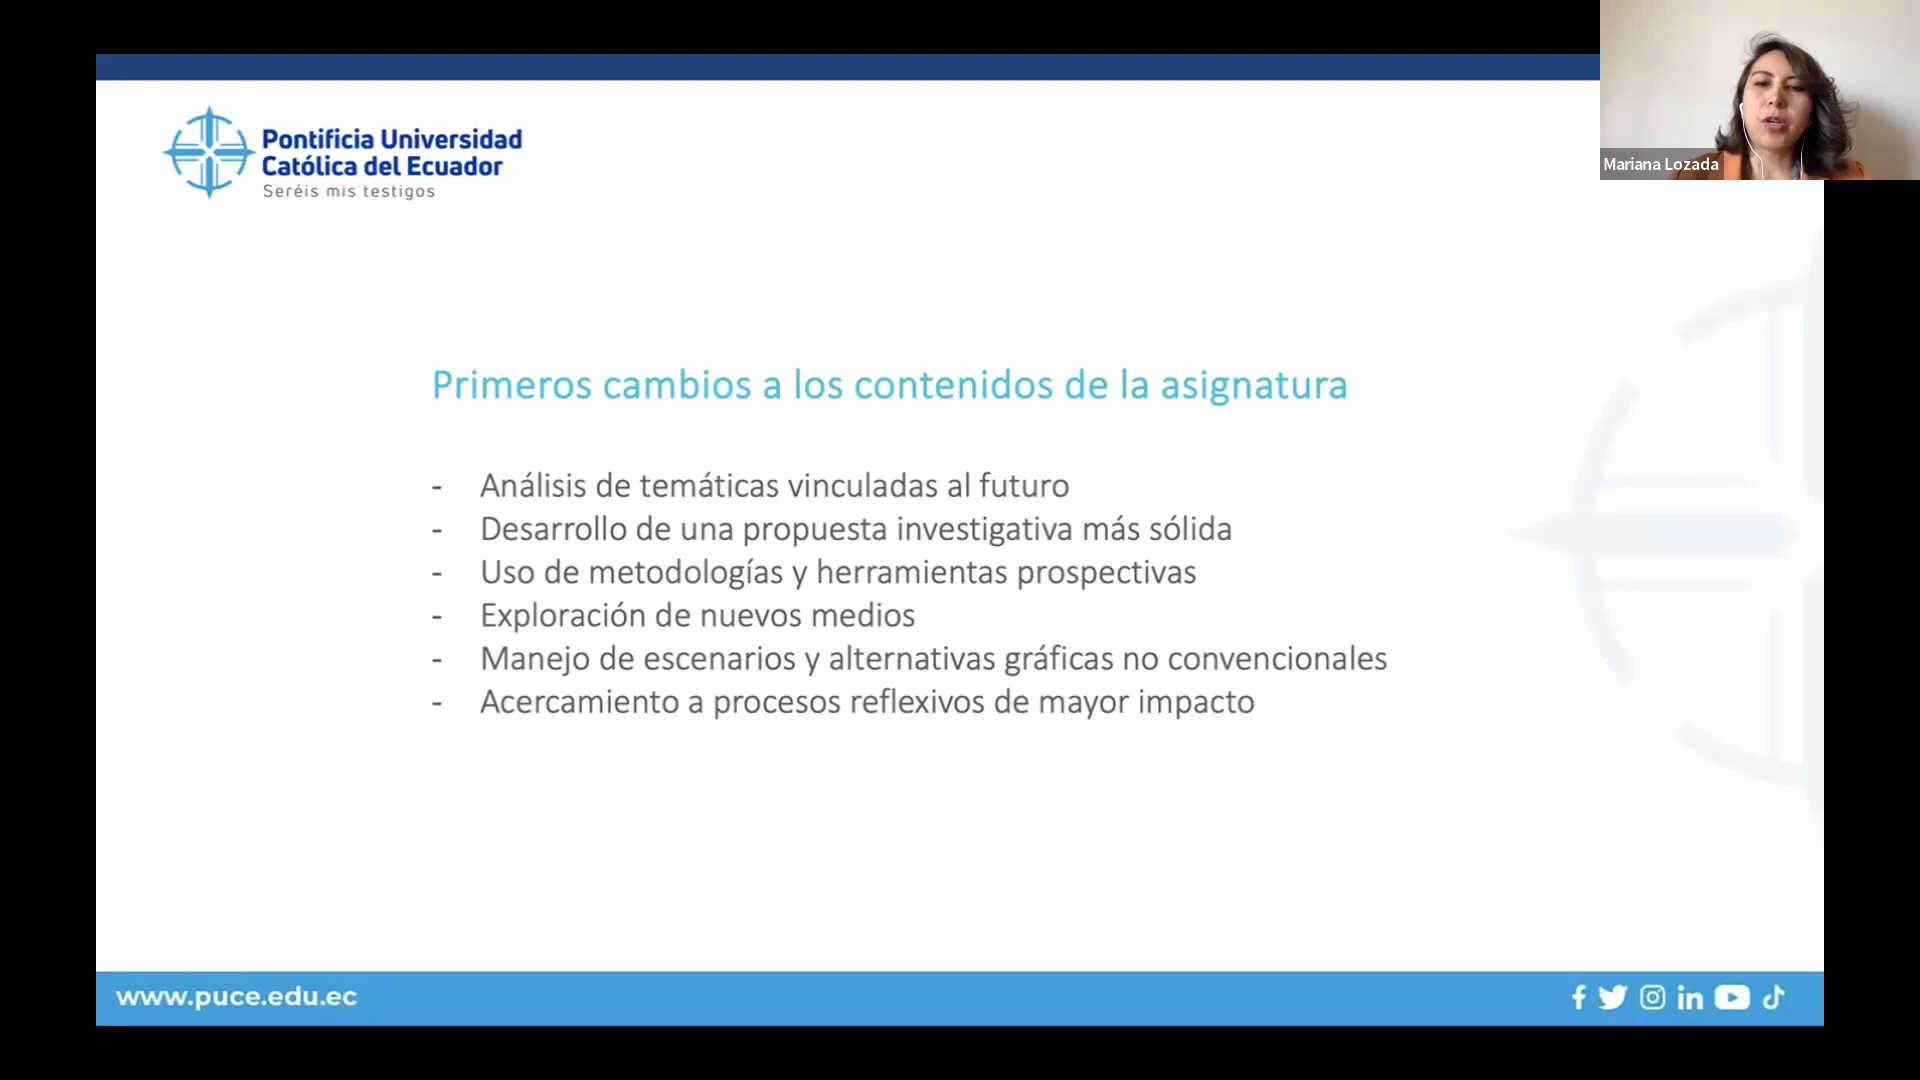 Pontificia Universidad
Católica del Ecuador
Seréis mis testigos
Mariana Lozada
Primeros cambios a los contenidos de la asignatura
- Análisis de temáticas vinculadas al futuro
- Desarrollo de una propuesta investigativa más sólida
- Uso de metodologías y herramientas prospectivas
- Exploración de nuevos medios
- Manejo de escenarios y alternativas gráficas no convencionales
- Acercamiento a procesos reflexivos de mayor impacto
www.puce.edu.ec